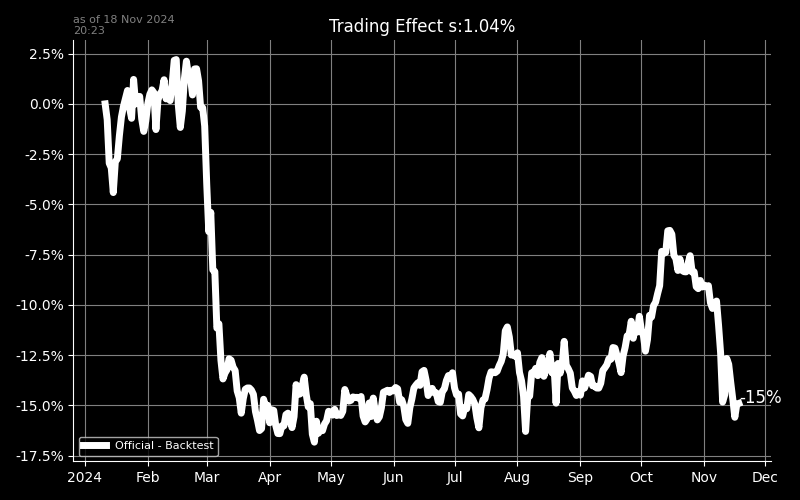 as of 18 Nov 2024
20:23
Trading Effect s:1.04%
2.5%
0.0%
-2.5%
-5.0%
-7.5%
-10.0%
-12.5%
-15.0%
-17.5%
-15%
Official - Backtest
2024 Feb Mar Apr May Jun Jul Aug Sep Oct Nov Dec